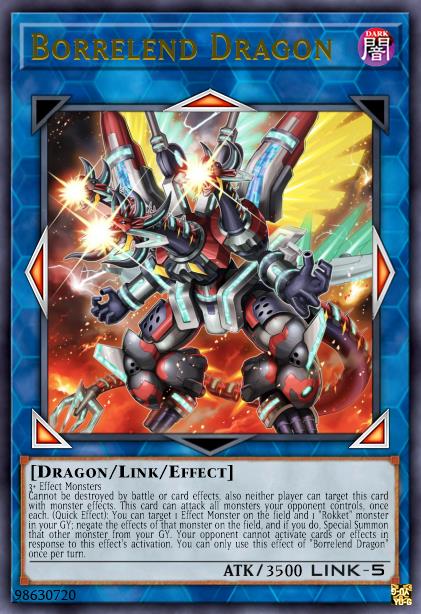 Borrelend Dragon
DARK
闇
[Dragon/Link/Effect]
3+ Effect Monsters
Cannot be destroyed by battle or card effects, also neither player can target this card
with monster effects. This card can attack all monsters your opponent controls, once
each. (Quick Effect): You can target 1 Effect Monster on the field and 1 "Rokket" monster
in your GY; negate the effects of that monster on the field, and if you do, Special Summon
that other monster from your GY. Your opponent cannot activate cards or effects in
response to this effect's activation. You can only use this effect of "Borrelend Dragon"
once per turn.
ATK/3500 LINK-5
98630720